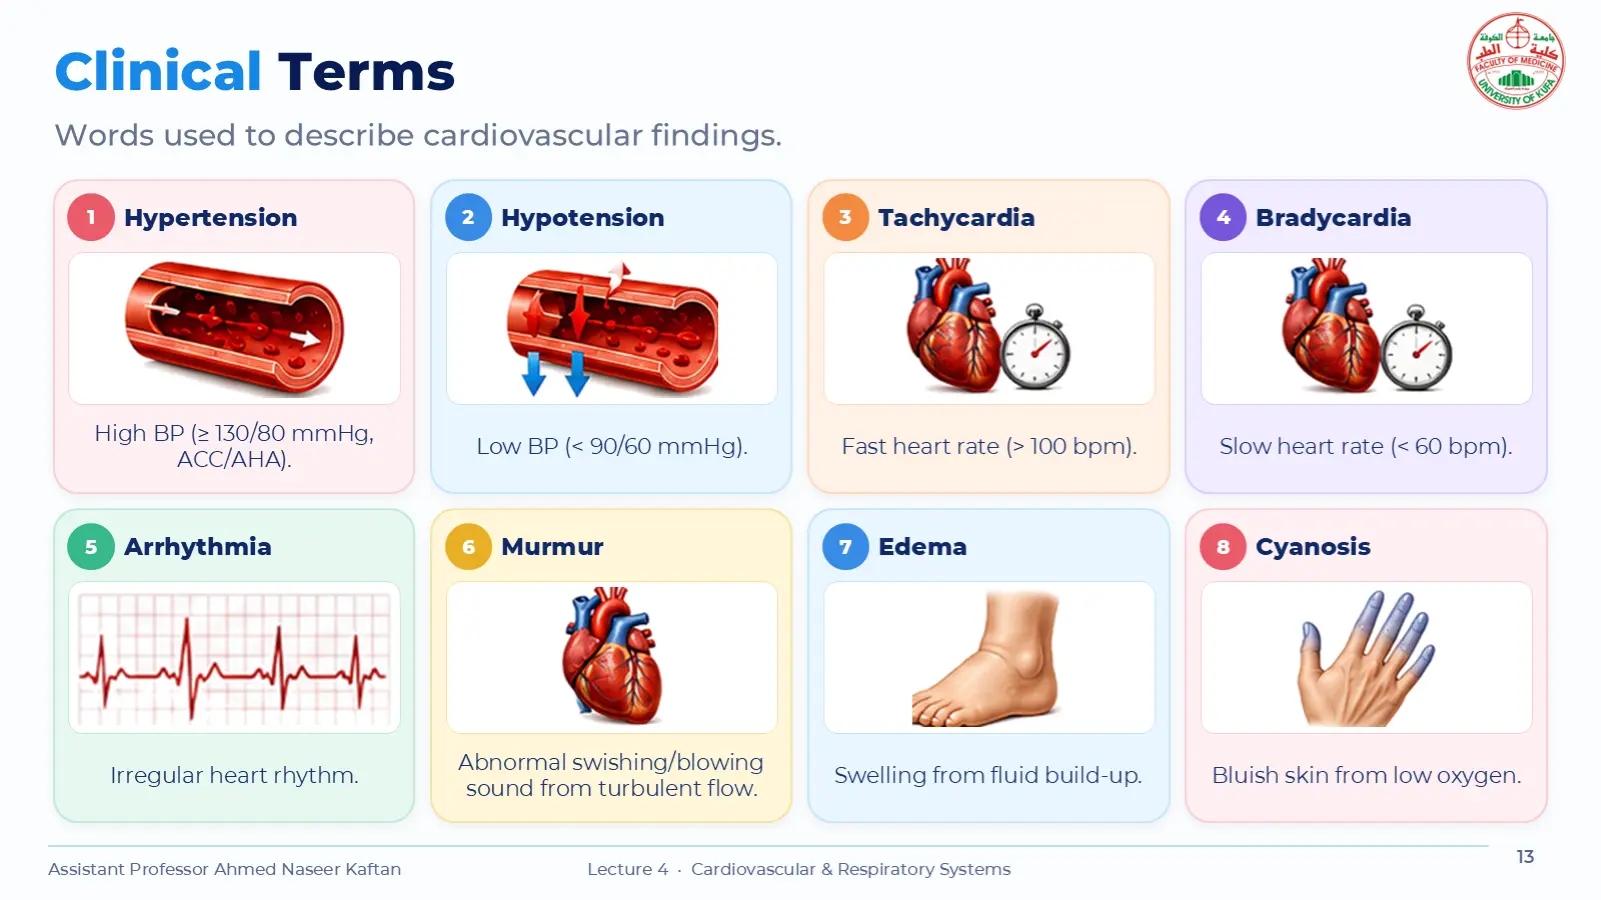 Clinical Terms
Words used to describe cardiovascular findings.
جامعة الكوفة
كلية الطب
FACULTY OF MEDICINE
UNIVERSITY OF KUFA
1 Hypertension
High BP (≥ 130/80 mmHg,
ACC/AHA).
2 Hypotension
Low BP (< 90/60 mmHg).
3 Tachycardia
Fast heart rate (> 100 bpm).
4 Bradycardia
Slow heart rate (< 60 bpm).
5 Arrhythmia
Irregular heart rhythm.
6 Murmur
Abnormal swishing/blowing
sound from turbulent flow.
7 Edema
Swelling from fluid build-up.
8 Cyanosis
Bluish skin from low oxygen.
Assistant Professor Ahmed Naseer Kaftan
Lecture 4 · Cardiovascular & Respiratory Systems
13